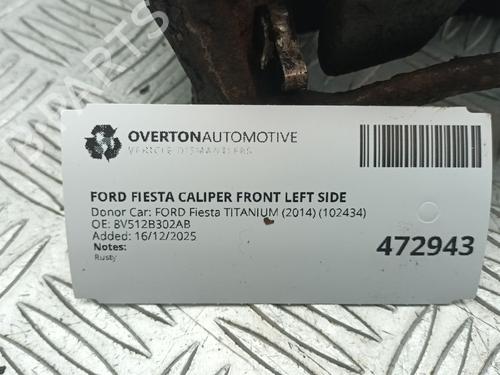 OVERTONAUTOMOTIVE
VEHICLE DISMANTLERS
FORD FIESTA CALIPER FRONT LEFT SIDE
Donor Car: FORD Fiesta TITANIUM (2014) (102434)
OE: 8V512B302AB
Added: 16/12/2025
Notes:
Rusty
472943